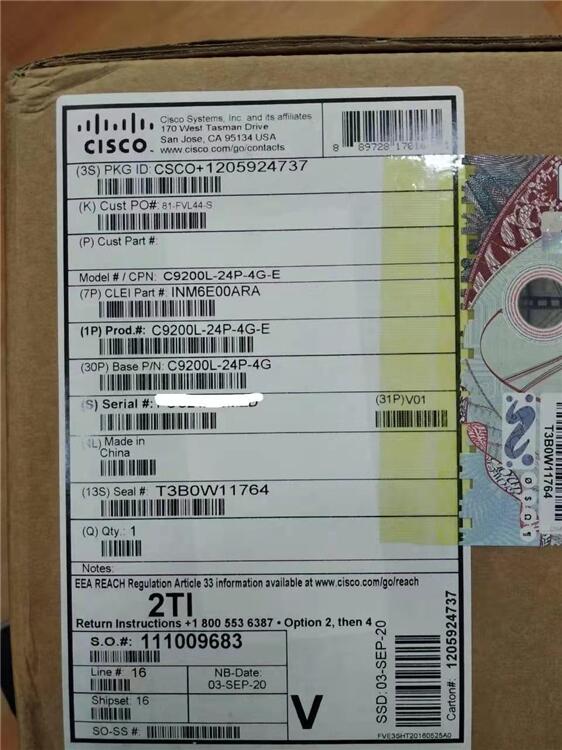 CISCO
Cisco Systems, Inc. and its affiliates
170 West Tasman Drive
San Jose, CA 95134 USA
www.cisco.com/go/contacts
(3S) PKG ID: CSCO+1205924737
(K) Cust PO#: 81-FVL44-S
(P) Cust Part #:
Model # / CPN: C9200L-24P-4G-E
(7P) CLEI Part #: INM6E00ARA
(1P) Prod.#: C9200L-24P-4G-E
(30P) Base P/N: C9200L-24P-4G
(S) Serial #:
(31P)V01
Made in
China
(13S) Seal # T3B0W11764
(Q) Qty.: 1
Notes:
EEA REACH Regulation Article 33 information available at www.cisco.com/go/reach
2TI
Return Instructions +1 800 553 6387 • Option 2, then 4
S.O.#: 111009683
Line #: 16
NB-Date:
03-SEP-20
Shipset: 16
SO-SS #:
V
SSD: 03-SEP-20
Carton#: 1205924737
T3B0W11764